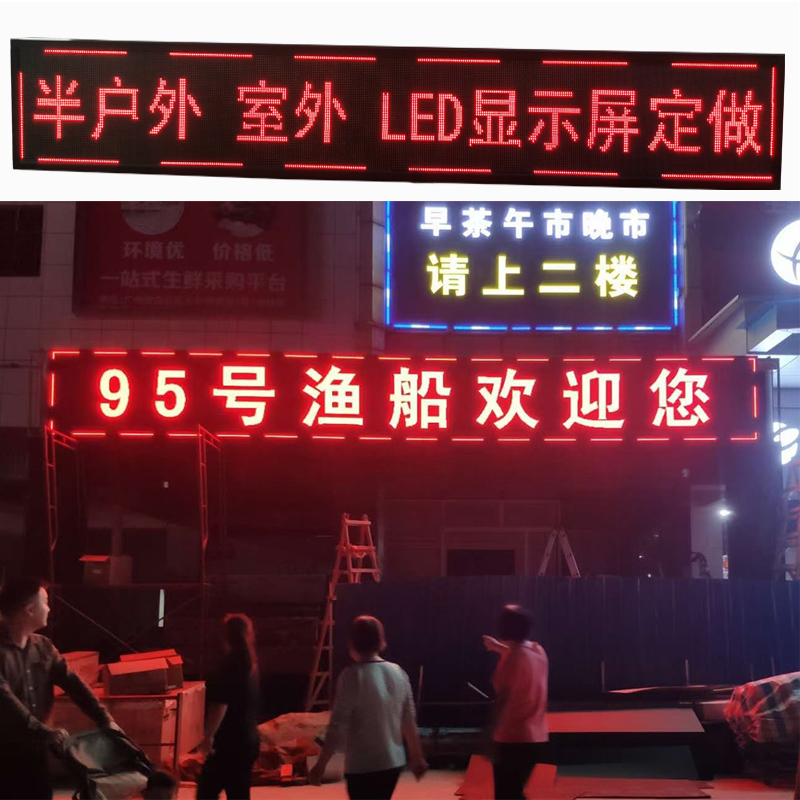 半户外 室外 LED显示屏定做
早茶午市晚市
请上二楼
环境优 价格低
一站式生鲜采购平台
95号渔船欢迎您